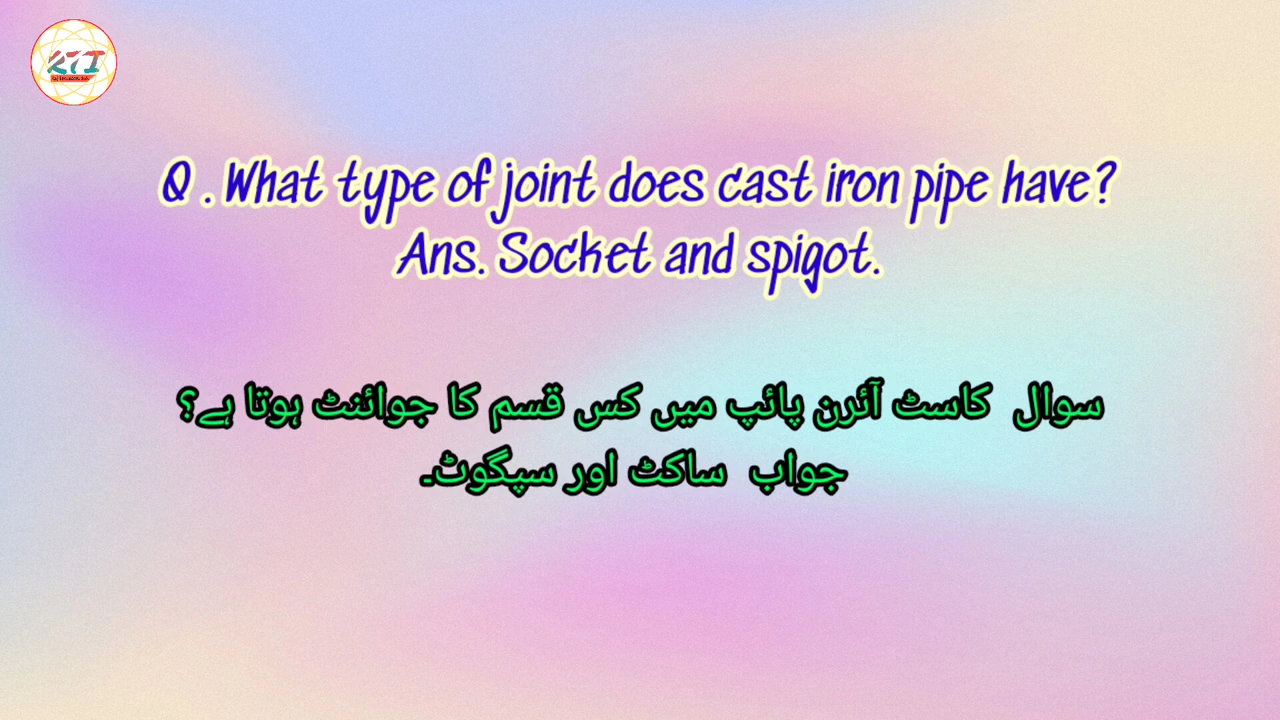 KTI
Q . What type of joint does cast iron pipe have?
Ans. Socket and spigot.
سوال  کاسٹ آئرن پائپ میں کس قسم کا جوائنٹ ہوتا ہے؟
جواب  ساکٹ اور سپگوٹ۔